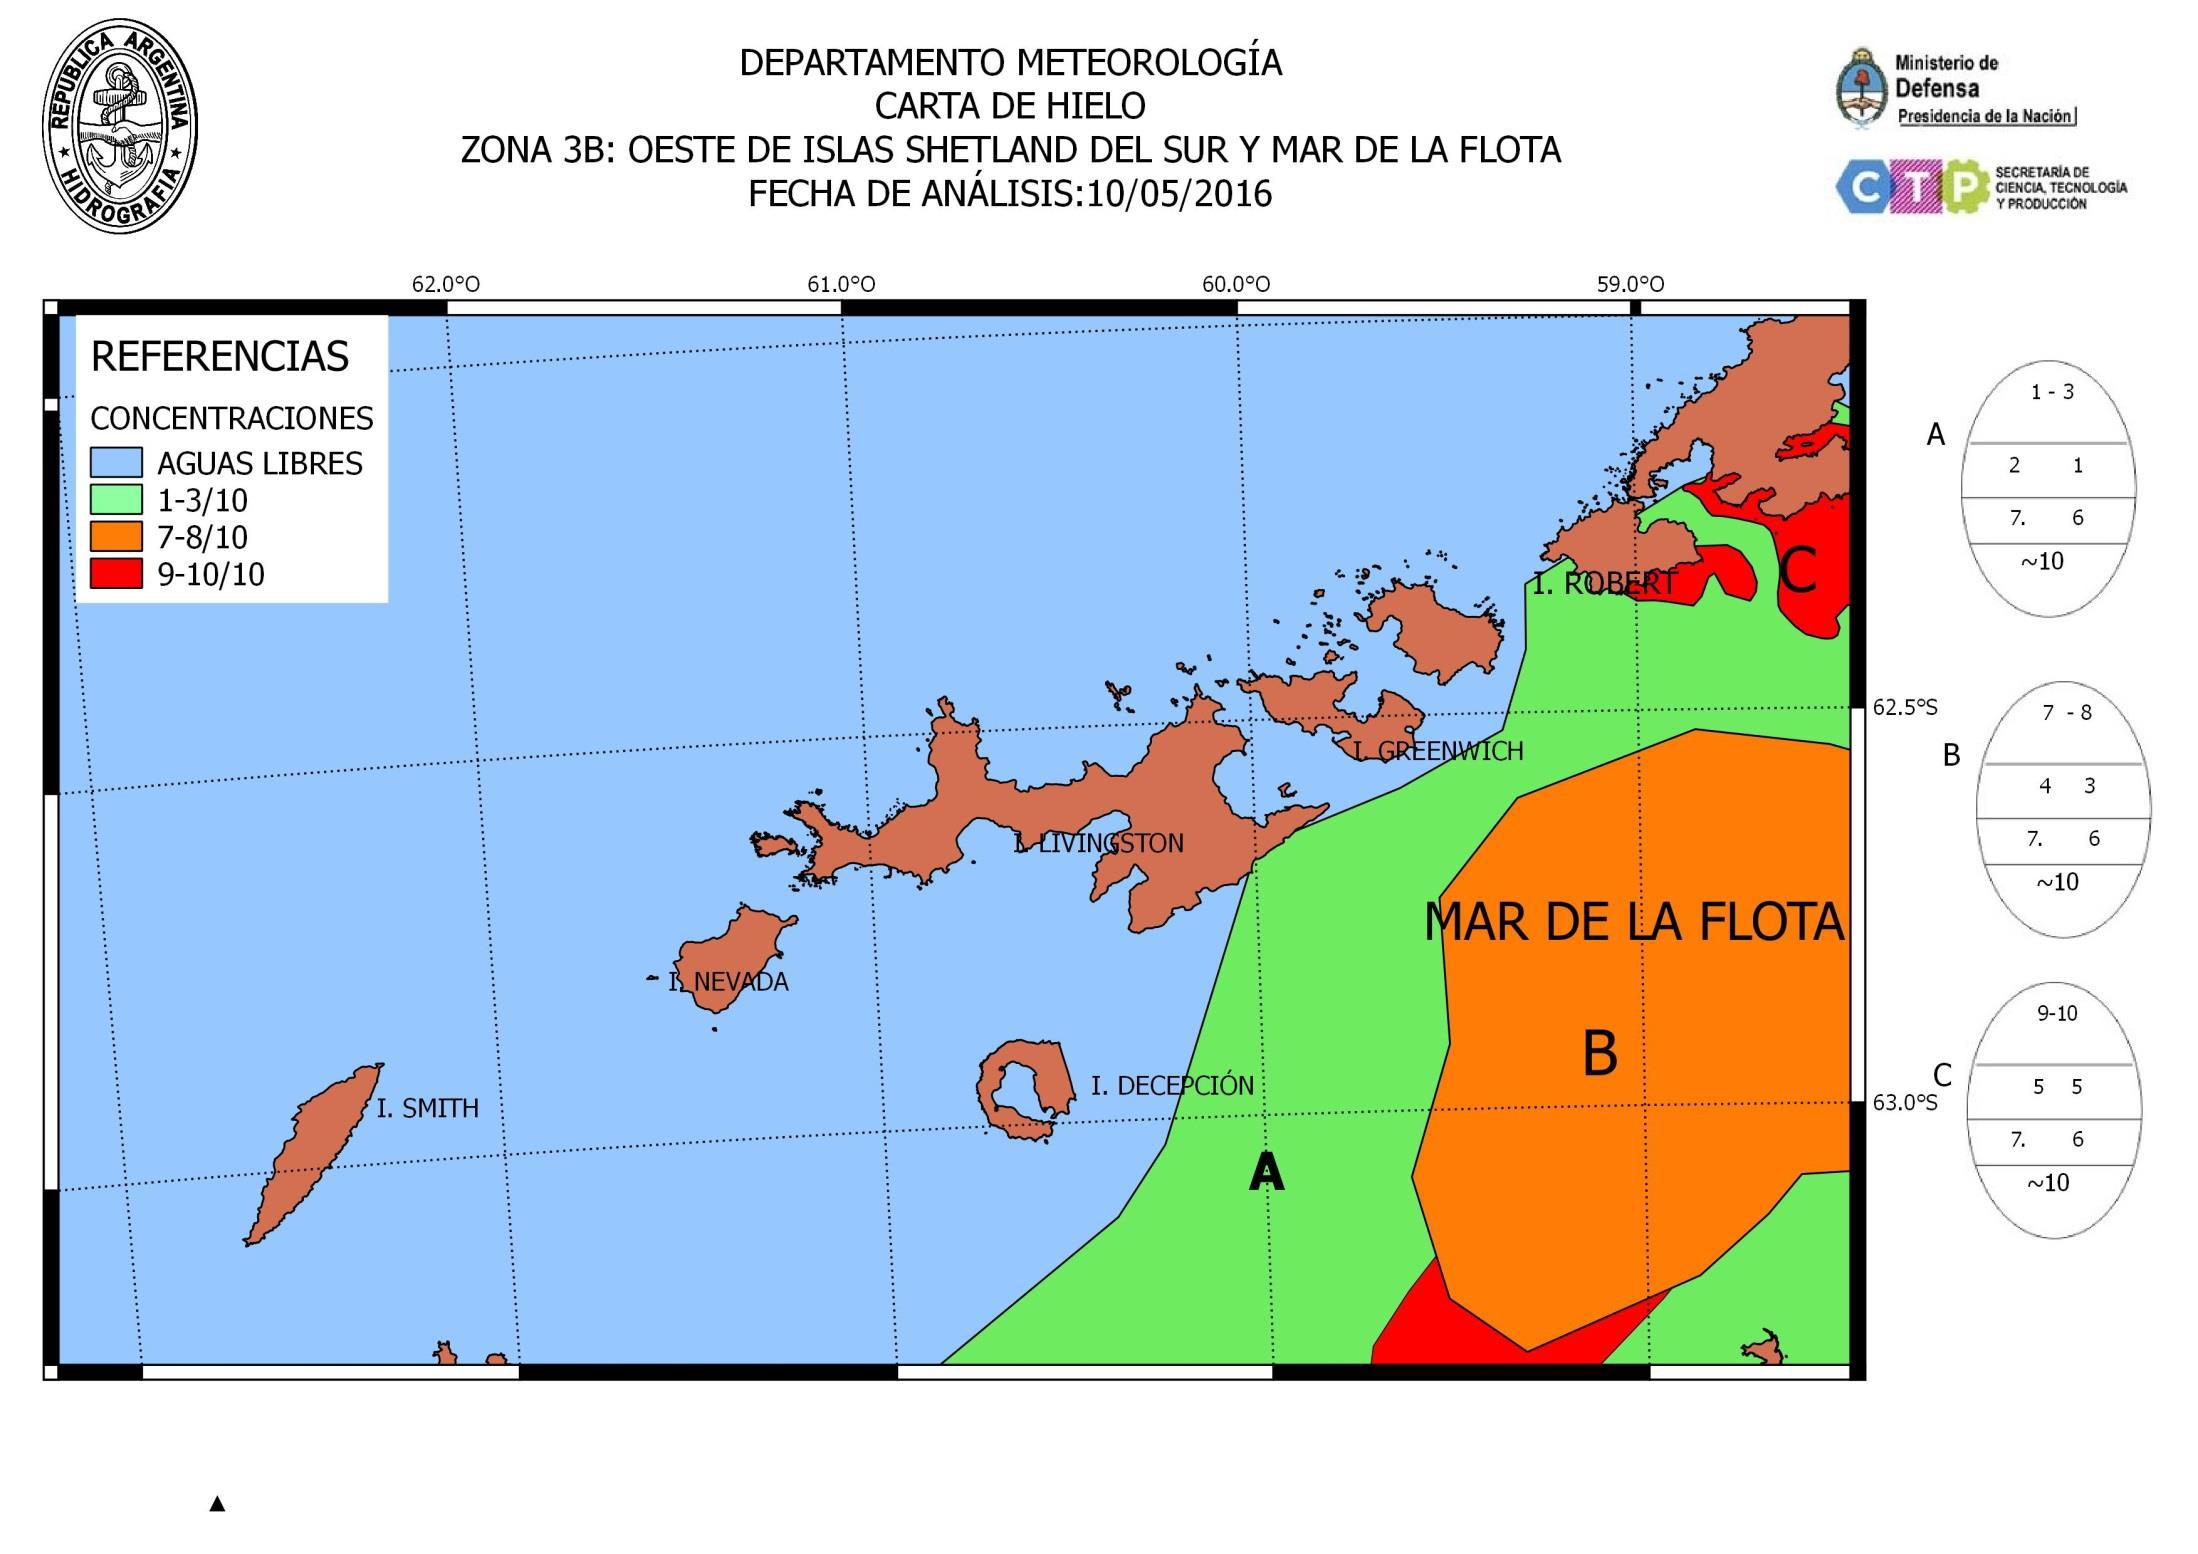 REPUBLICA ARGENTINA
★ HIDROGRAFIA ★
DEPARTAMENTO METEOROLOGÍA
CARTA DE HIELO
ZONA 3B: OESTE DE ISLAS SHETLAND DEL SUR Y MAR DE LA FLOTA
FECHA DE ANÁLISIS:10/05/2016
Ministerio de
Defensa
Presidencia de la Nación
CTP
SECRETARÍA DE
CIENCIA, TECNOLOGÍA
Y PRODUCCIÓN
62.0°O 61.0°O 60.0°O 59.0°O
REFERENCIAS
CONCENTRACIONES
AGUAS LIBRES
1-3/10
7-8/10
9-10/10
C
I. ROBERT
62.5°S
I. GREENWICH
I. LIVINGSTON
MAR DE LA FLOTA
I. NEVADA
B
I. DECEPCIÓN
I. SMITH
63.0°S
A
A
1 - 3
2 1
7. 6
~10
B
7 - 8
4 3
7. 6
~10
C
9-10
5 5
7. 6
~10